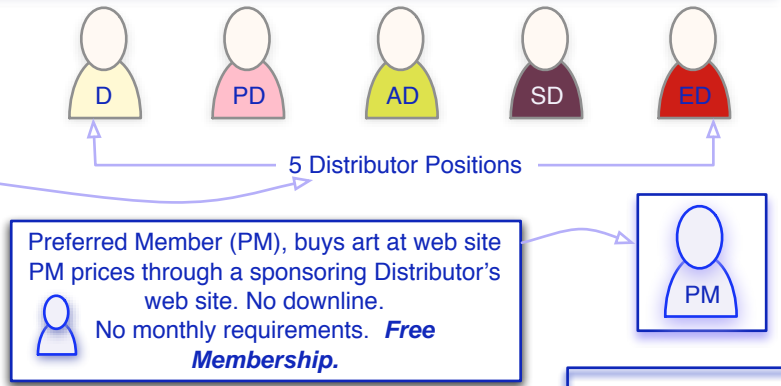 D PD AD SD ED
5 Distributor Positions
Preferred Member (PM), buys art at web site
PM prices through a sponsoring Distributor's
web site. No downline.
No monthly requirements. Free
Membership.
PM